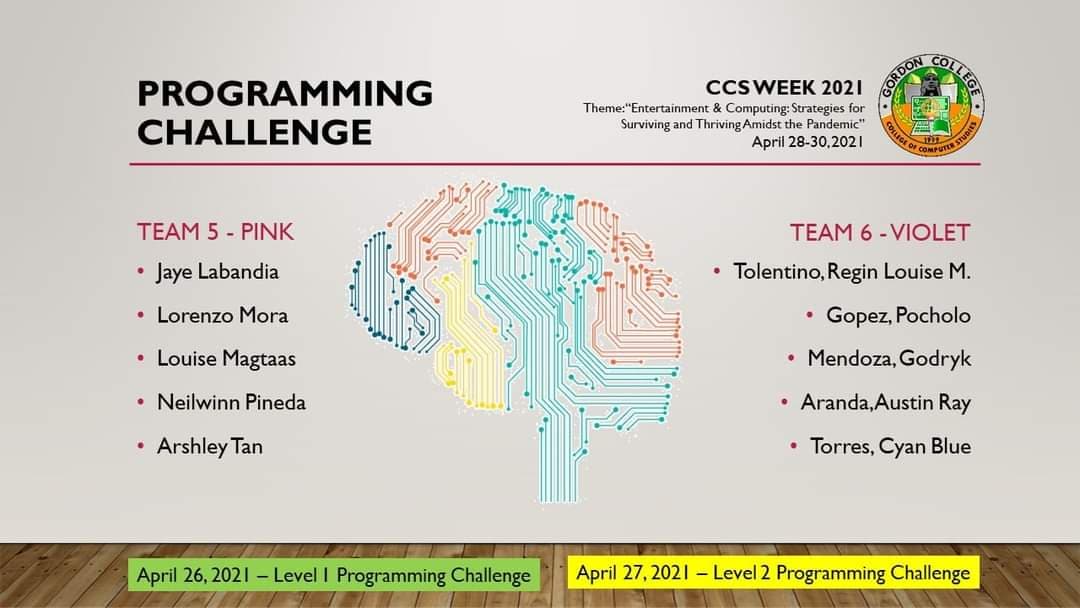 PROGRAMMING
CHALLENGE
CCS WEEK 2021
Theme:“Entertainment & Computing: Strategies for
Surviving and Thriving Amidst the Pandemic”
April 28-30, 2021
GORDON COLLEGE
1999
COLLEGE OF COMPUTER STUDIES
TEAM 5 - PINK
• Jaye Labandia
• Lorenzo Mora
• Louise Magtaas
• Neilwinn Pineda
• Arshley Tan
TEAM 6 - VIOLET
• Tolentino, Regin Louise M.
• Gopez, Pocholo
• Mendoza, Godryk
• Aranda, Austin Ray
• Torres, Cyan Blue
April 26, 2021 – Level 1 Programming Challenge
April 27, 2021 – Level 2 Programming Challenge